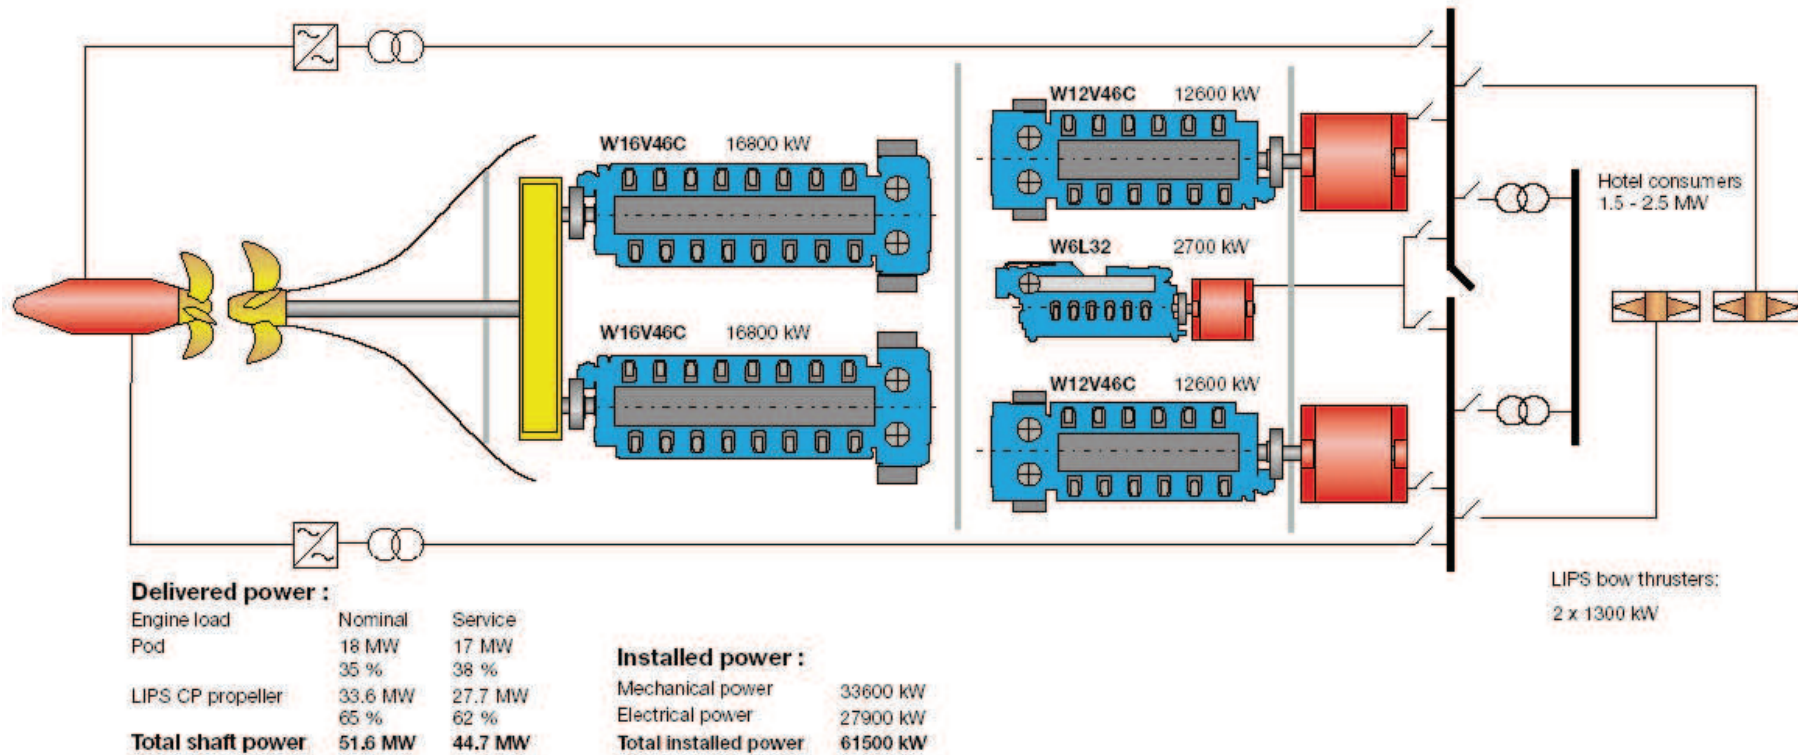 W12V46C 12600 kW
W16V46C 16800 kW
Hotel consumers
1.5 - 2.5 MW
W6L32 2700 kW
W16V46C 16800 kW
W12V46C 12600 kW
LIPS bow thrusters:
2 x 1300 kW
Delivered power :
Engine load Nominal Service
Pod 18 MW 17 MW
35 % 38 %
LIPS CP propeller 33.6 MW 27.7 MW
65 % 62 %
Total shaft power 51.6 MW 44.7 MW
Installed power :
Mechanical power 33600 kW
Electrical power 27900 kW
Total installed power 61500 kW